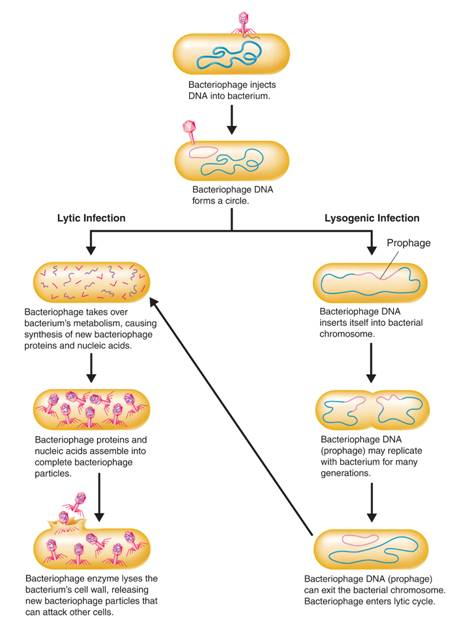 Bacteriophage injects
DNA into bacterium.
Bacteriophage DNA
forms a circle.
Lytic Infection
Lysogenic Infection
Prophage
Bacteriophage takes over
bacterium's metabolism, causing
synthesis of new bacteriophage
proteins and nucleic acids.
Bacteriophage DNA
inserts itself into bacterial
chromosome.
Bacteriophage proteins and
nucleic acids assemble into
complete bacteriophage
particles.
Bacteriophage DNA
(prophage) may replicate
with bacterium for many
generations.
Bacteriophage enzyme lyses the
bacterium's cell wall, releasing
new bacteriophage particles that
can attack other cells.
Bacteriophage DNA (prophage)
can exit the bacterial chromosome.
Bacteriophage enters lytic cycle.